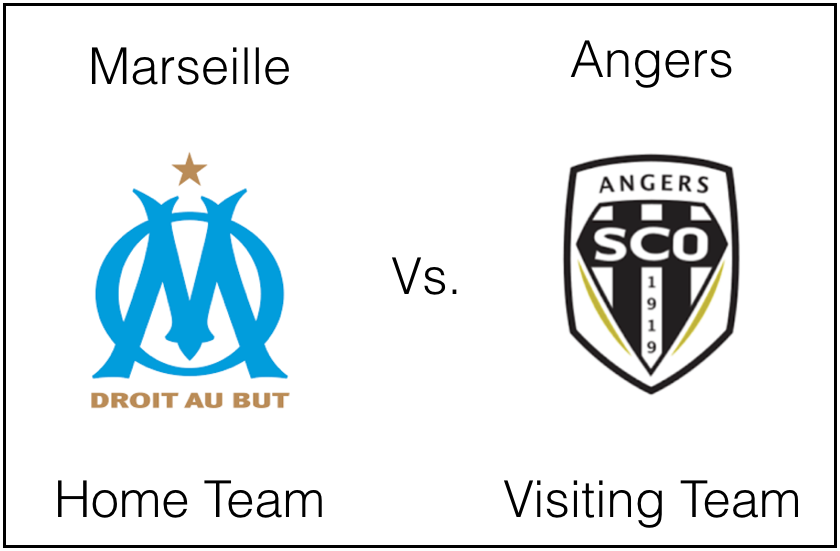 Marseille
Angers
ANGERS
SCO
1
9
1
9
Vs.
DROIT AU BUT
Home Team
Visiting Team